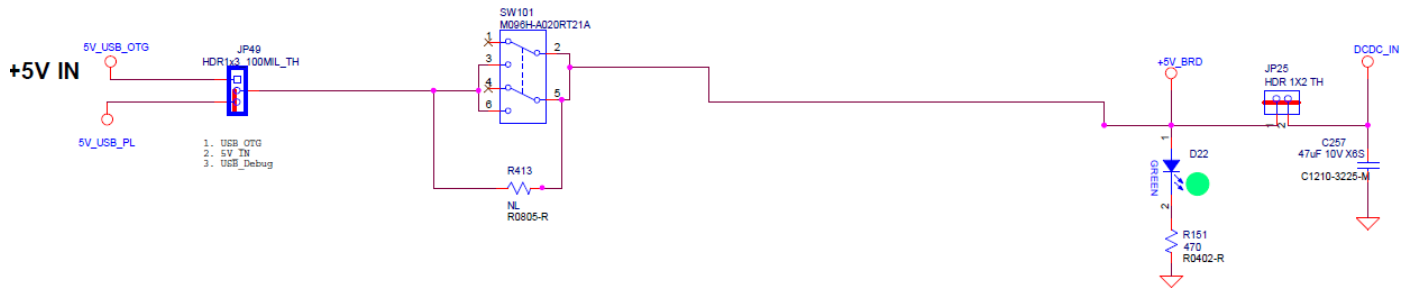 SW101
M096H-A020RT21A
5V_USB_OTG
JP49
HDR1x3_100MIL_TH
+5V IN
1
2
3
4
5
6
5V_USB_PL
1. USB_OTG
2. 5V_IN
3. USB_Debug
R413
NL
R0805-R
+5V_BRD
DCDC_IN
JP25
HDR 1X2 TH
1
2
1
D22
GREEN
2
C257
47uF 10V X6S
C1210-3225-M
R151
470
R0402-R